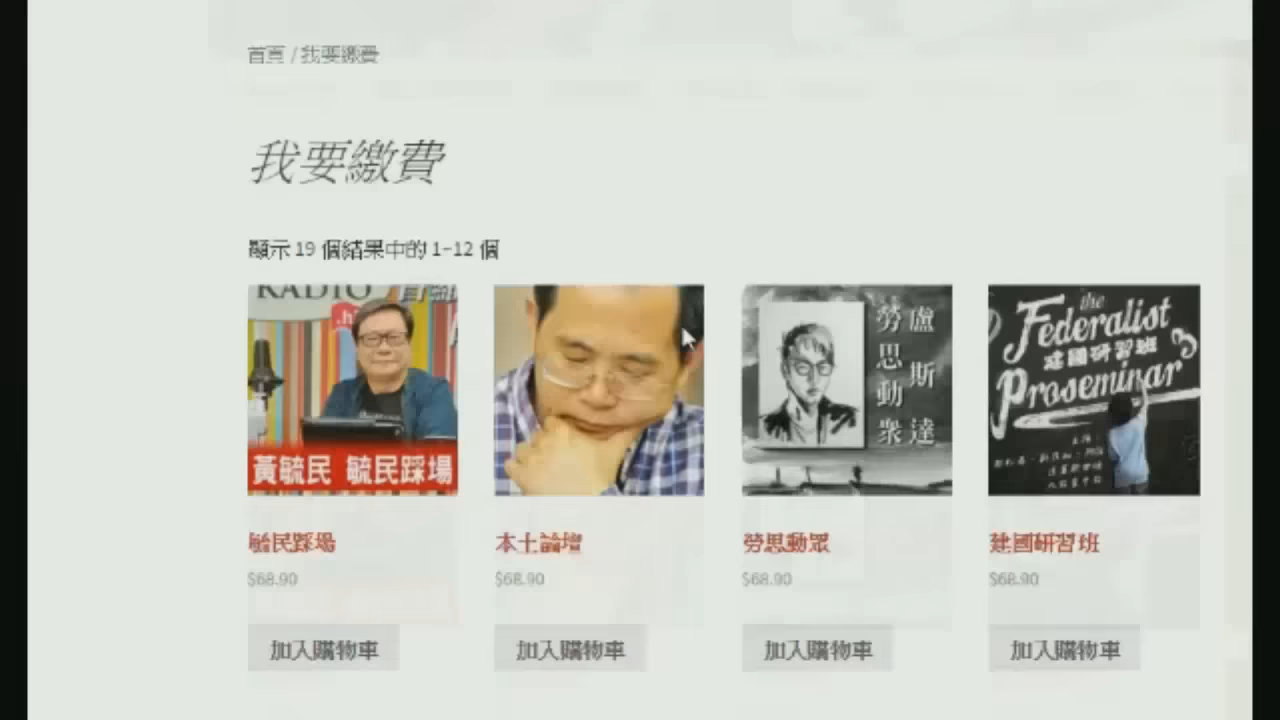 首頁 / 我要繳費
我要繳費
顯示 19 個結果中的 1–12 個
RADIO
.hk
黃毓民 毓民踩場
盧斯達
勞思動衆
the
Federalist
建國研習班
Proseminar
毓民踩場
本土論壇
勞思動眾
建國研習班
$68.90
$68.90
$68.90
$68.90
加入購物車
加入購物車
加入購物車
加入購物車